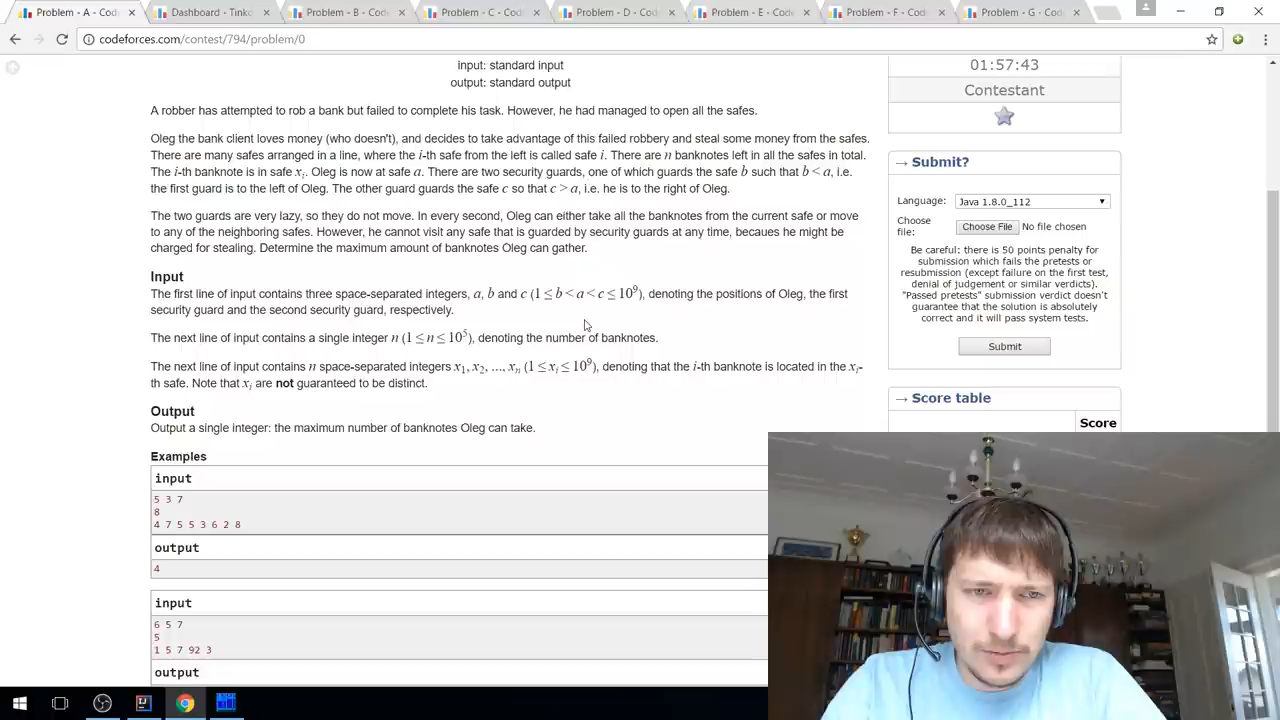 Problem - A - Codef
Dashboard - Tinko
Problem - B - Code
Problem - C - Code
Problem - D - Code
Problem - E - Code
Problem - F - Code
Problem - G - Code
codeforces.com/contest/794/problem/0
input: standard input
output: standard output
A robber has attempted to rob a bank but failed to complete his task. However, he had managed to open all the safes.
Oleg the bank client loves money (who doesn't), and decides to take advantage of this failed robbery and steal some money from the safes.
There are many safes arranged in a line, where the i-th safe from the left is called safe i. There are n banknotes left in all the safes in total.
The i-th banknote is in safe xi. Oleg is now at safe a. There are two security guards, one of which guards the safe b such that b < a, i.e.
the first guard is to the left of Oleg. The other guard guards the safe c so that c > a, i.e. he is to the right of Oleg.
The two guards are very lazy, so they do not move. In every second, Oleg can either take all the banknotes from the current safe or move
to any of the neighboring safes. However, he cannot visit any safe that is guarded by security guards at any time, becaues he might be
charged for stealing. Determine the maximum amount of banknotes Oleg can gather.
Input
The first line of input contains three space-separated integers, a, b and c (1 ≤ b < a < c ≤ 10^9), denoting the positions of Oleg, the first
security guard and the second security guard, respectively.
The next line of input contains a single integer n (1 ≤ n ≤ 10^5), denoting the number of banknotes.
The next line of input contains n space-separated integers x1, x2, ..., xn (1 ≤ xi ≤ 10^9), denoting that the i-th banknote is located in the xi-
th safe. Note that xi are not guaranteed to be distinct.
Output
Output a single integer: the maximum number of banknotes Oleg can take.
Examples
input
5 3 7
8
4 7 5 5 3 6 2 8
output
4
input
6 5 7
5
1 5 7 92 3
output
01:57:43
Contestant
→ Submit?
Language: Java 1.8.0_112
Choose
file: Choose File No file chosen
Be careful: there is 50 points penalty for
submission which fails the pretests or
resubmission (except failure on the first test,
denial of judgement or similar verdicts).
"Passed pretests" submission verdict doesn't
guarantee that the solution is absolutely
correct and it will pass system tests.
Submit
→ Score table
Score